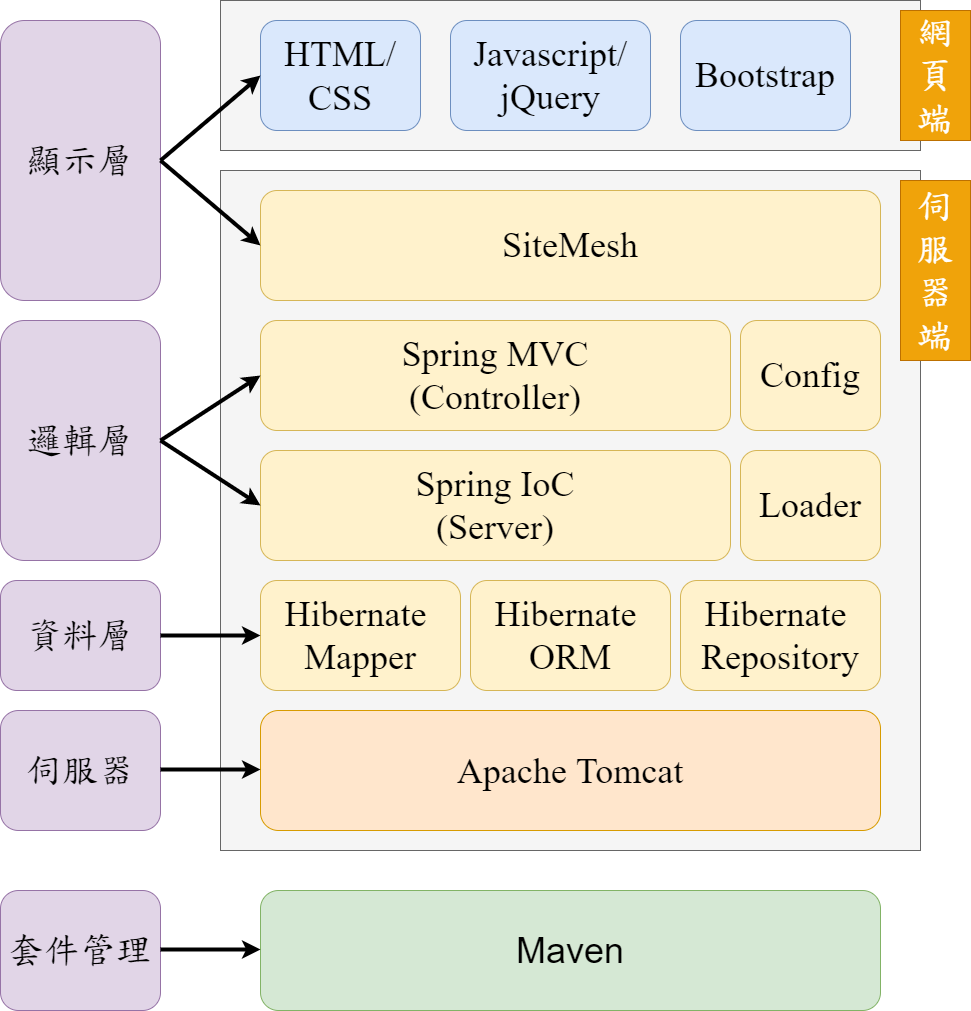 顯示層
HTML/
CSS
Javascript/
jQuery
Bootstrap
網
頁
端
SiteMesh
伺
服
器
端
邏輯層
Spring MVC
(Controller)
Config
Spring IoC
(Server)
Loader
資料層
Hibernate
Mapper
Hibernate
ORM
Hibernate
Repository
伺服器
Apache Tomcat
套件管理
Maven